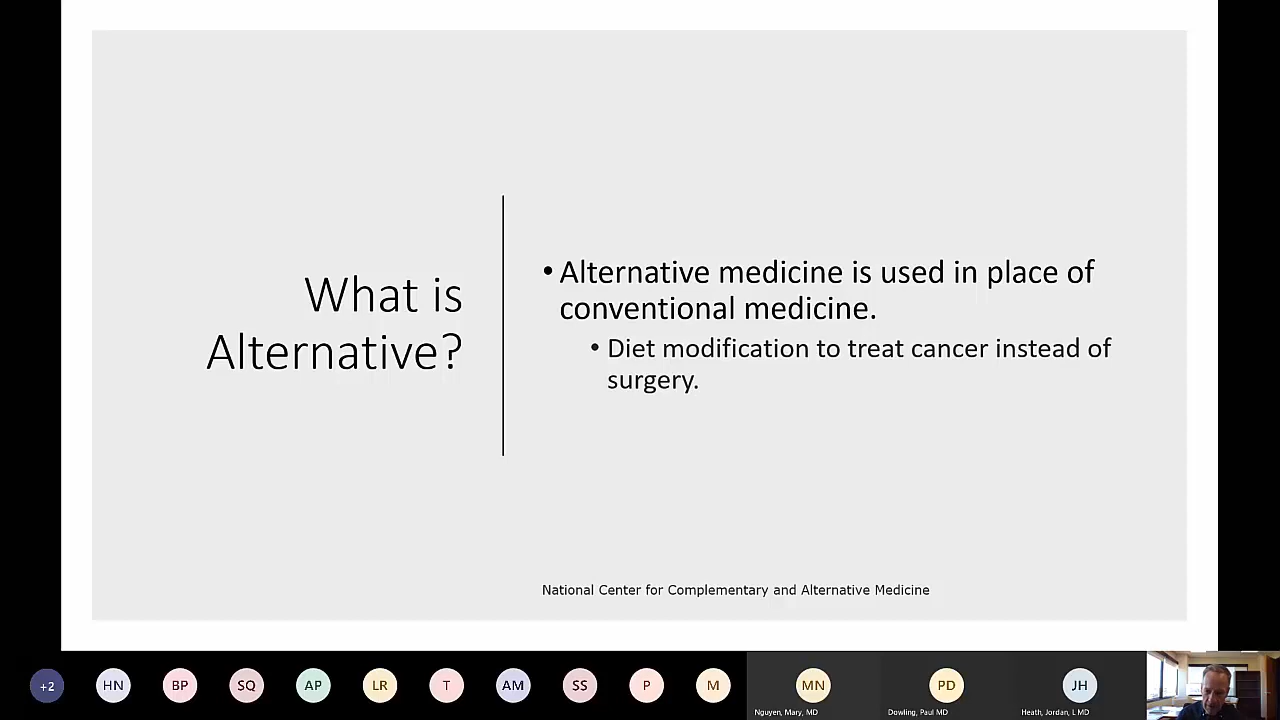 What is
Alternative?
• Alternative medicine is used in place of
conventional medicine.
• Diet modification to treat cancer instead of
surgery.
National Center for Complementary and Alternative Medicine
+2
HN
BP
SQ
AP
LR
T
AM
SS
P
M
MN
PD
JH
Nguyen, Mary, MD
Dowling, Paul MD
Heath, Jordan, L MD